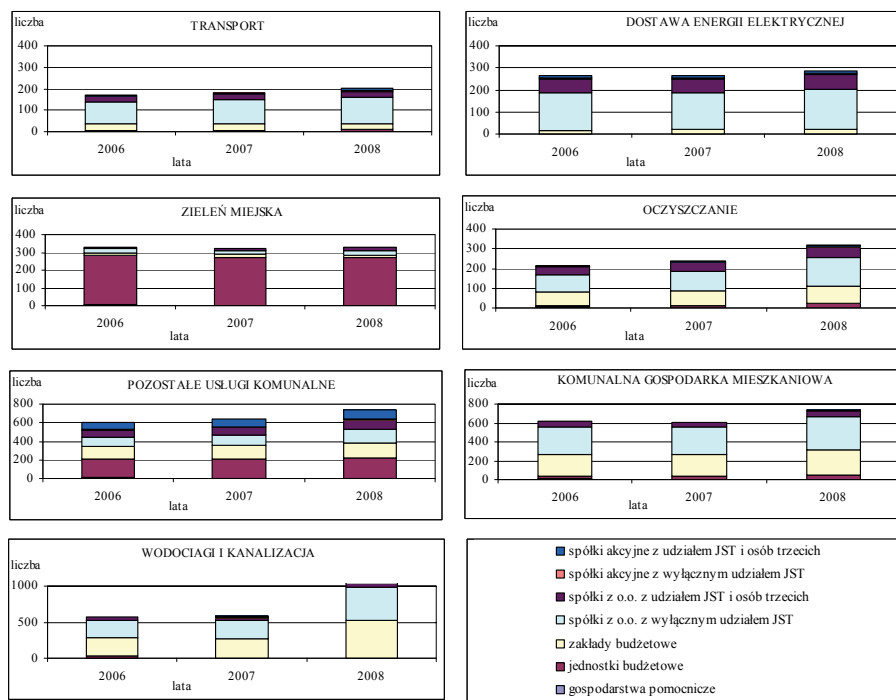 liczba
TRANSPORT
400
300
200
100
0
2006 2007 2008
lata
liczba
DOSTAWA ENERGII ELEKTRYCZNEJ
400
300
200
100
0
2006 2007 2008
lata
liczba
ZIELEŃ MIEJSKA
400
300
200
100
0
2006 2007 2008
lata
liczba
OCZYSZCZANIE
400
300
200
100
0
2006 2007 2008
lata
liczba
POZOSTAŁE USŁUGI KOMUNALNE
800
600
400
200
0
2006 2007 2008
lata
liczba
KOMUNALNA GOSPODARKA MIESZKANIOWA
800
600
400
200
0
2006 2007 2008
lata
liczba
WODOCIAGI I KANALIZACJA
1000
500
0
2006 2007 2008
lata
spółki akcyjne z udziałem JST i osób trzecich
spółki akcyjne z wyłącznym udziałem JST
spółki z o.o. z udziałem JST i osób trzecich
spółki z o.o. z wyłącznym udziałem JST
zakłady budżetowe
jednostki budżetowe
gospodarstwa pomocnicze